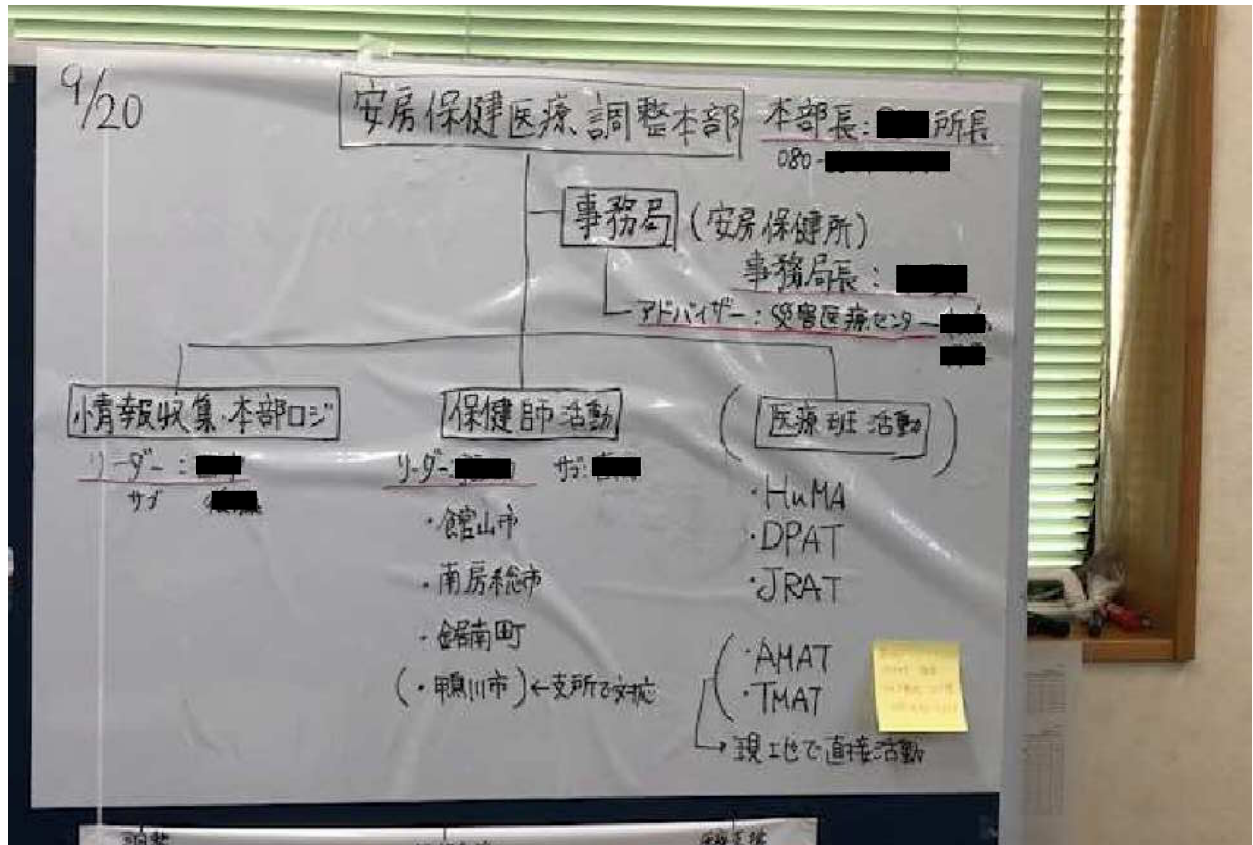 9/20
安房保健医療調整本部 本部長: 所長
080-
事務局 (安房保健所)
事務局長:
アドバイザー:災害医療センター
情報収集・本部ロジ
リーダー:
サブ
保健師活動
リーダー: サブ:
・館山市
・南房総市
・鋸南町
(・鴨川市)←支所で対応
(医療班活動)
・HuMA
・DPAT
・JRAT
(・AMAT
・TMAT
→現地で直接活動
調整